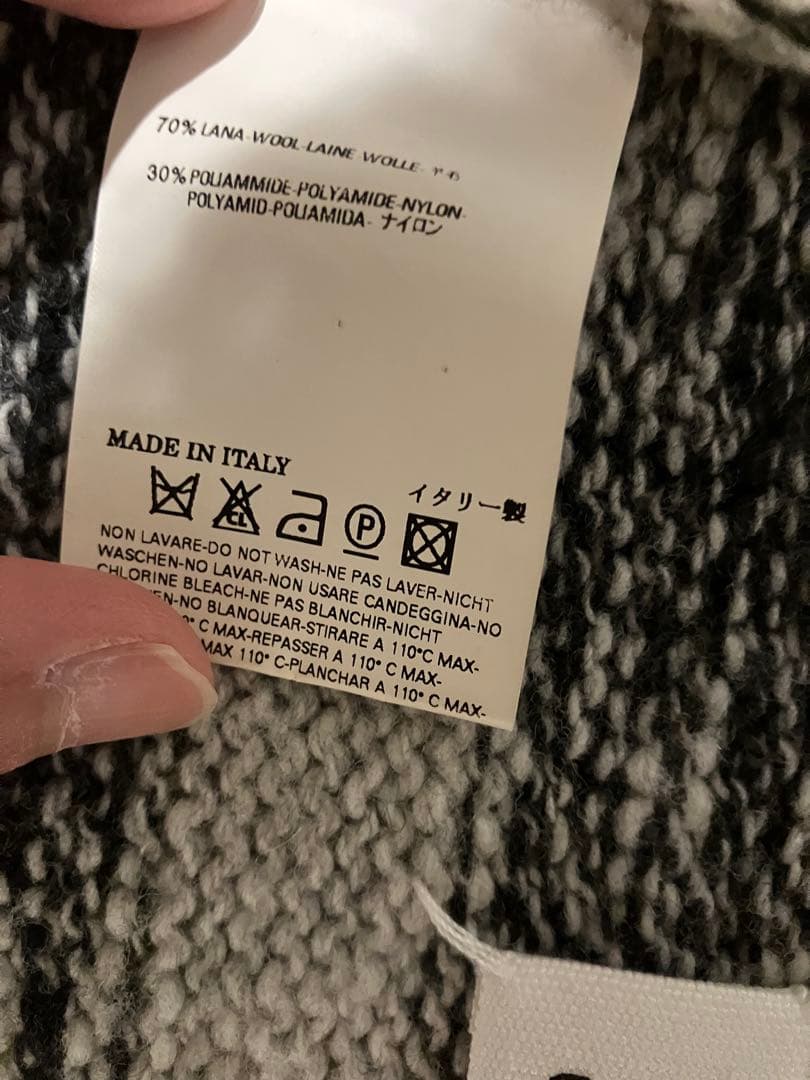 70% LANA-WOOL-LAINE WOLLE-
30% POLIAMMIDE-POLYAMIDE-NYLON-
POLYAMID-POLIAMIDA- ナイロン
MADE IN ITALY
イタリー製
CL
P
NON LAVARE-DO NOT WASH-NE PAS LAVER-NICHT
WASCHEN-NO LAVAR-NON USARE CANDEGGINA-NO
CHLORINE BLEACH-NE PAS BLANCHIR-NICHT
EN-NO BLANQUEAR-STIRARE A 110°C MAX-
° C MAX-REPASSER A 110° C MAX-
MAX 110° C-PLANCHAR A 110° C MAX-